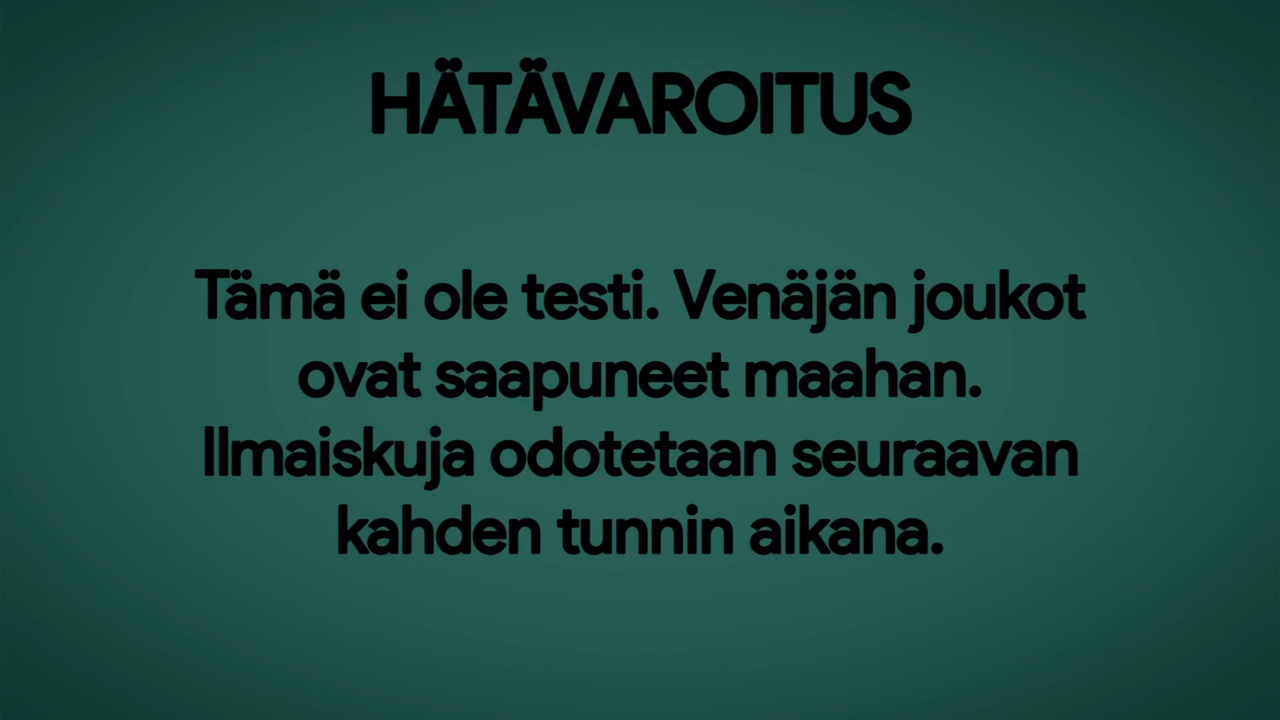 HÄTÄVAROITUS
Tämä ei ole testi. Venäjän joukot
ovat saapuneet maahan.
Ilmaiskuja odotetaan seuraavan
kahden tunnin aikana.